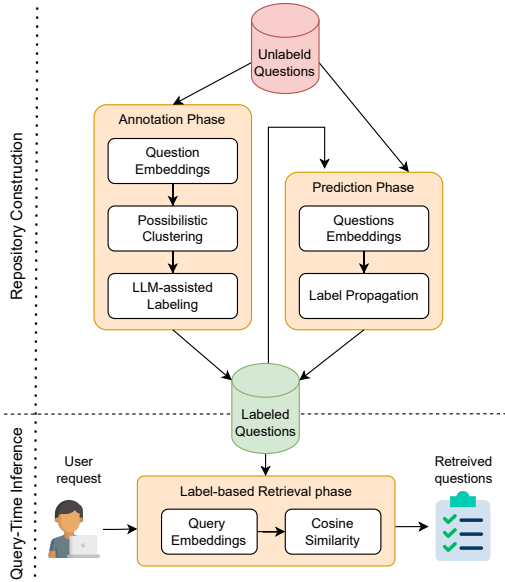 Unlabeld
Questions
Repository Construction
Annotation Phase
Question
Embeddings
Possibilistic
Clustering
LLM-assisted
Labeling
Prediction Phase
Questions
Embeddings
Label Propagation
Labeled
Questions
Query-Time Inference
User
request
Label-based Retrieval phase
Query
Embeddings
Cosine
Similarity
Retreived
questions